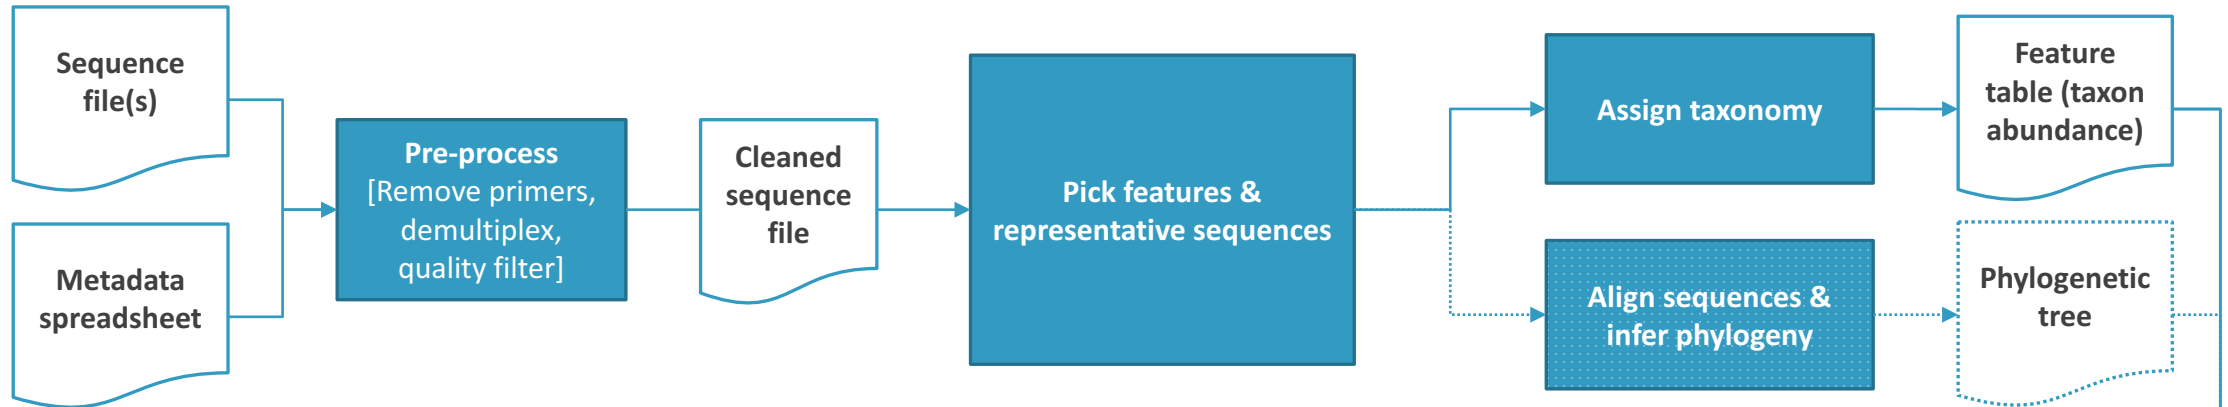 Sequence
file(s)
Metadata
spreadsheet
Pre-process
[Remove primers,
demultiplex,
quality filter]
Cleaned
sequence
file
Pick features &
representative sequences
Assign taxonomy
Feature
table (taxon
abundance)
Align sequences &
infer phylogeny
Phylogenetic
tree